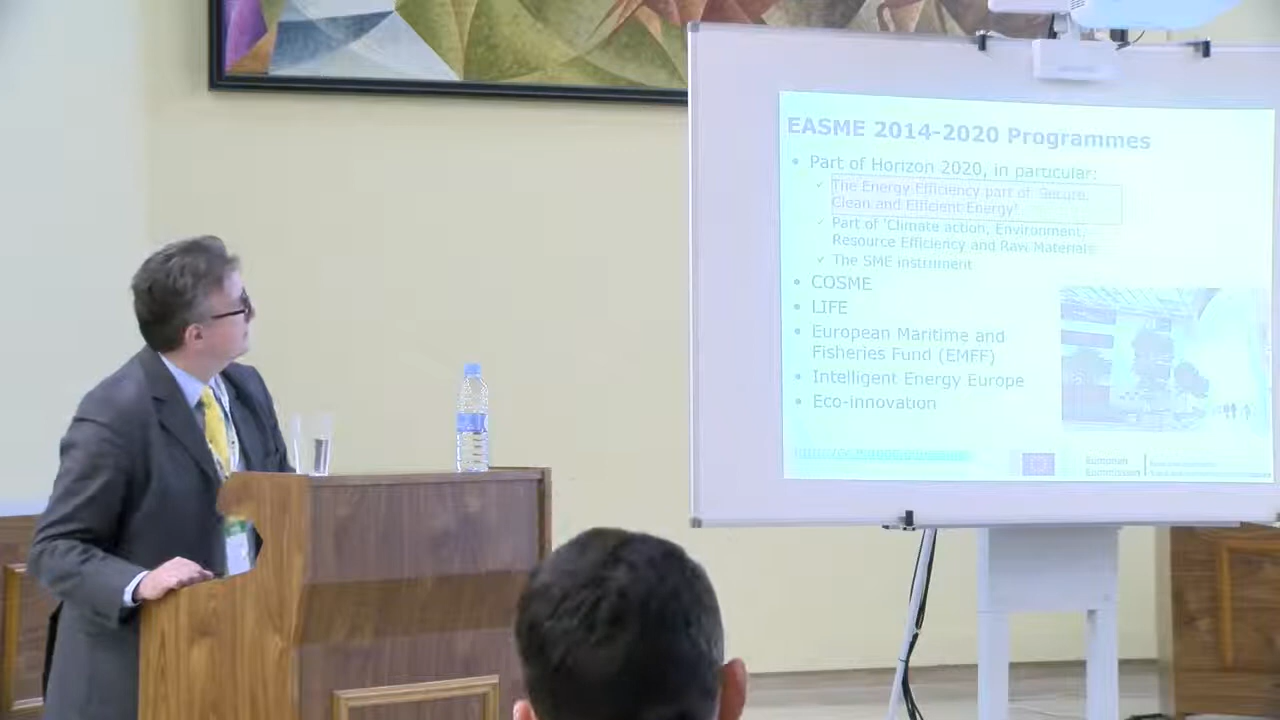 EASME 2014-2020 Programmes
• Part of Horizon 2020, in particular:
✓ The Energy Efficiency part of 'Secure,
Clean and Efficient Energy'
✓ Part of 'Climate action, Environment,
Resource Efficiency and Raw Materials'
✓ The SME instrument
• COSME
• LIFE
• European Maritime and
Fisheries Fund (EMFF)
• Intelligent Energy Europe
• Eco-innovation
European
Commission